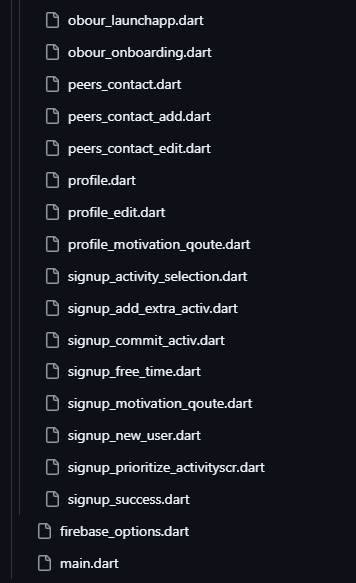 obour_launchapp.dart
obour_onboarding.dart
peers_contact.dart
peers_contact_add.dart
peers_contact_edit.dart
profile.dart
profile_edit.dart
profile_motivation_qoute.dart
signup_activity_selection.dart
signup_add_extra_activ.dart
signup_commit_activ.dart
signup_free_time.dart
signup_motivation_qoute.dart
signup_new_user.dart
signup_prioritize_activityscr.dart
signup_success.dart
firebase_options.dart
main.dart